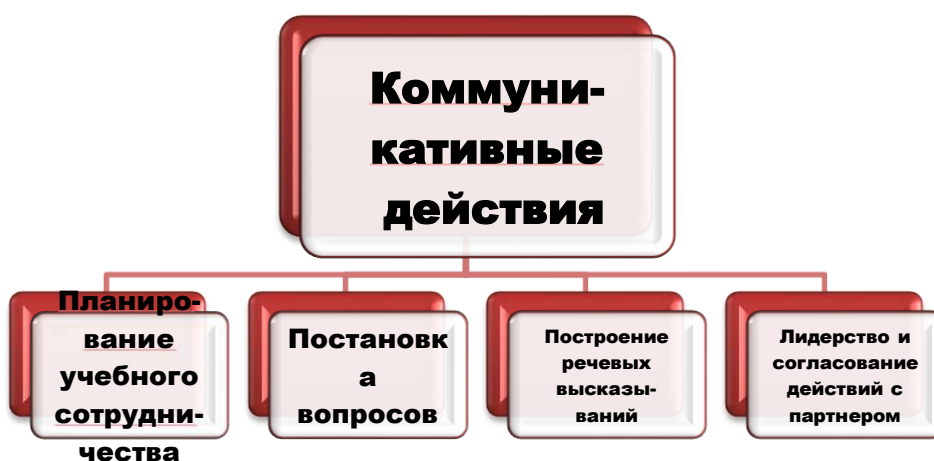 Коммуни-
кативные
действия
Планиро-
вание
учебного
сотрудни-
чества
Постановк
а
вопросов
Построение
речевых
высказы-
ваний
Лидерство и
согласование
действий с
партнером